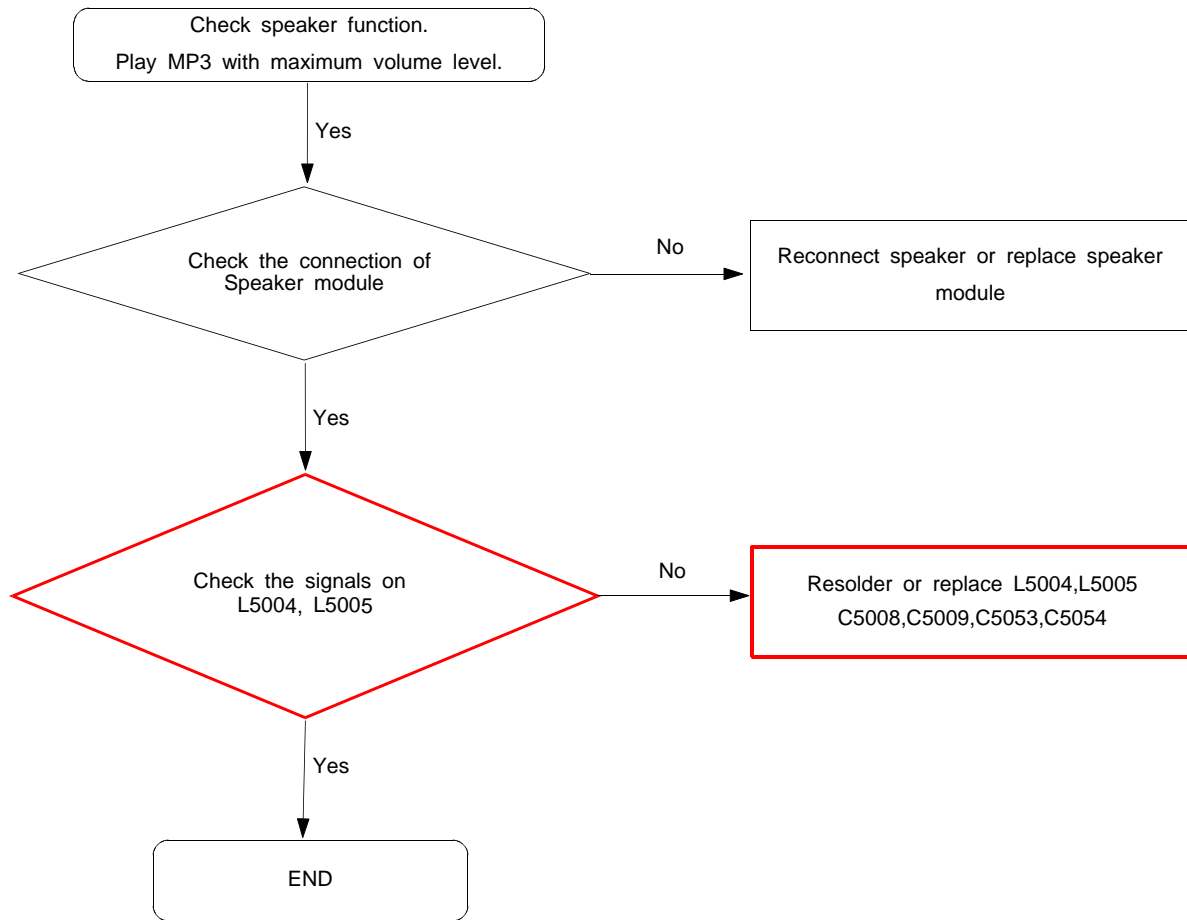 Check speaker function.
Play MP3 with maximum volume level.
Yes
Check the connection of
Speaker module
No
Reconnect speaker or replace speaker
module
Yes
Check the signals on
L5004, L5005
No
Resolder or replace L5004,L5005
C5008,C5009,C5053,C5054
Yes
END